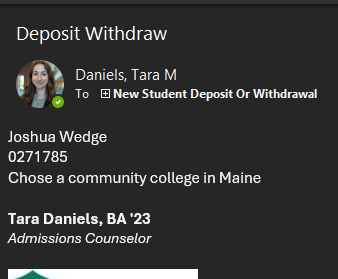 Deposit Withdraw
Daniels, Tara M
To New Student Deposit Or Withdrawal
Joshua Wedge
0271785
Chose a community college in Maine
Tara Daniels, BA '23
Admissions Counselor